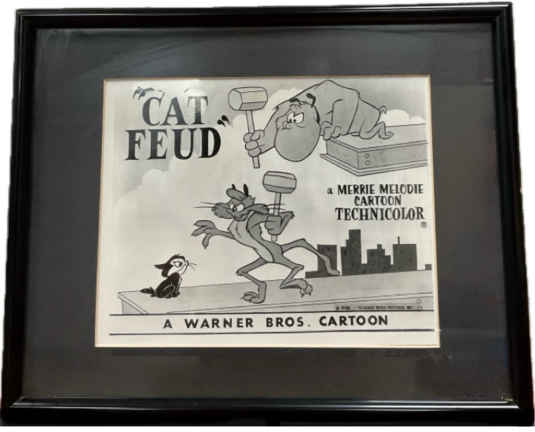 "CAT
FEUD"
a MERRIE MELODIE
CARTOON
TECHNICOLOR
A WARNER BROS. CARTOON